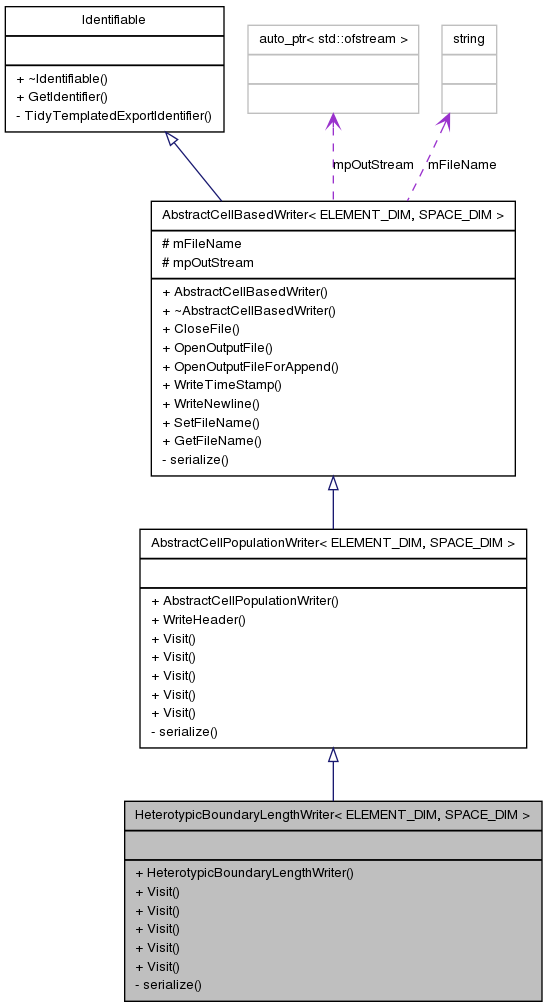 Identifiable
+ ~Identifiable()
+ GetIdentifier()
- TidyTemplatedExportIdentifier()
auto_ptr< std::ofstream >
string
mpOutStream
mFileName
AbstractCellBasedWriter< ELEMENT_DIM, SPACE_DIM >
# mFileName
# mpOutStream
+ AbstractCellBasedWriter()
+ ~AbstractCellBasedWriter()
+ CloseFile()
+ OpenOutputFile()
+ OpenOutputFileForAppend()
+ WriteTimeStamp()
+ WriteNewline()
+ SetFileName()
+ GetFileName()
- serialize()
AbstractCellPopulationWriter< ELEMENT_DIM, SPACE_DIM >
+ AbstractCellPopulationWriter()
+ WriteHeader()
+ Visit()
+ Visit()
+ Visit()
+ Visit()
+ Visit()
- serialize()
HeterotypicBoundaryLengthWriter< ELEMENT_DIM, SPACE_DIM >
+ HeterotypicBoundaryLengthWriter()
+ Visit()
+ Visit()
+ Visit()
+ Visit()
+ Visit()
- serialize()